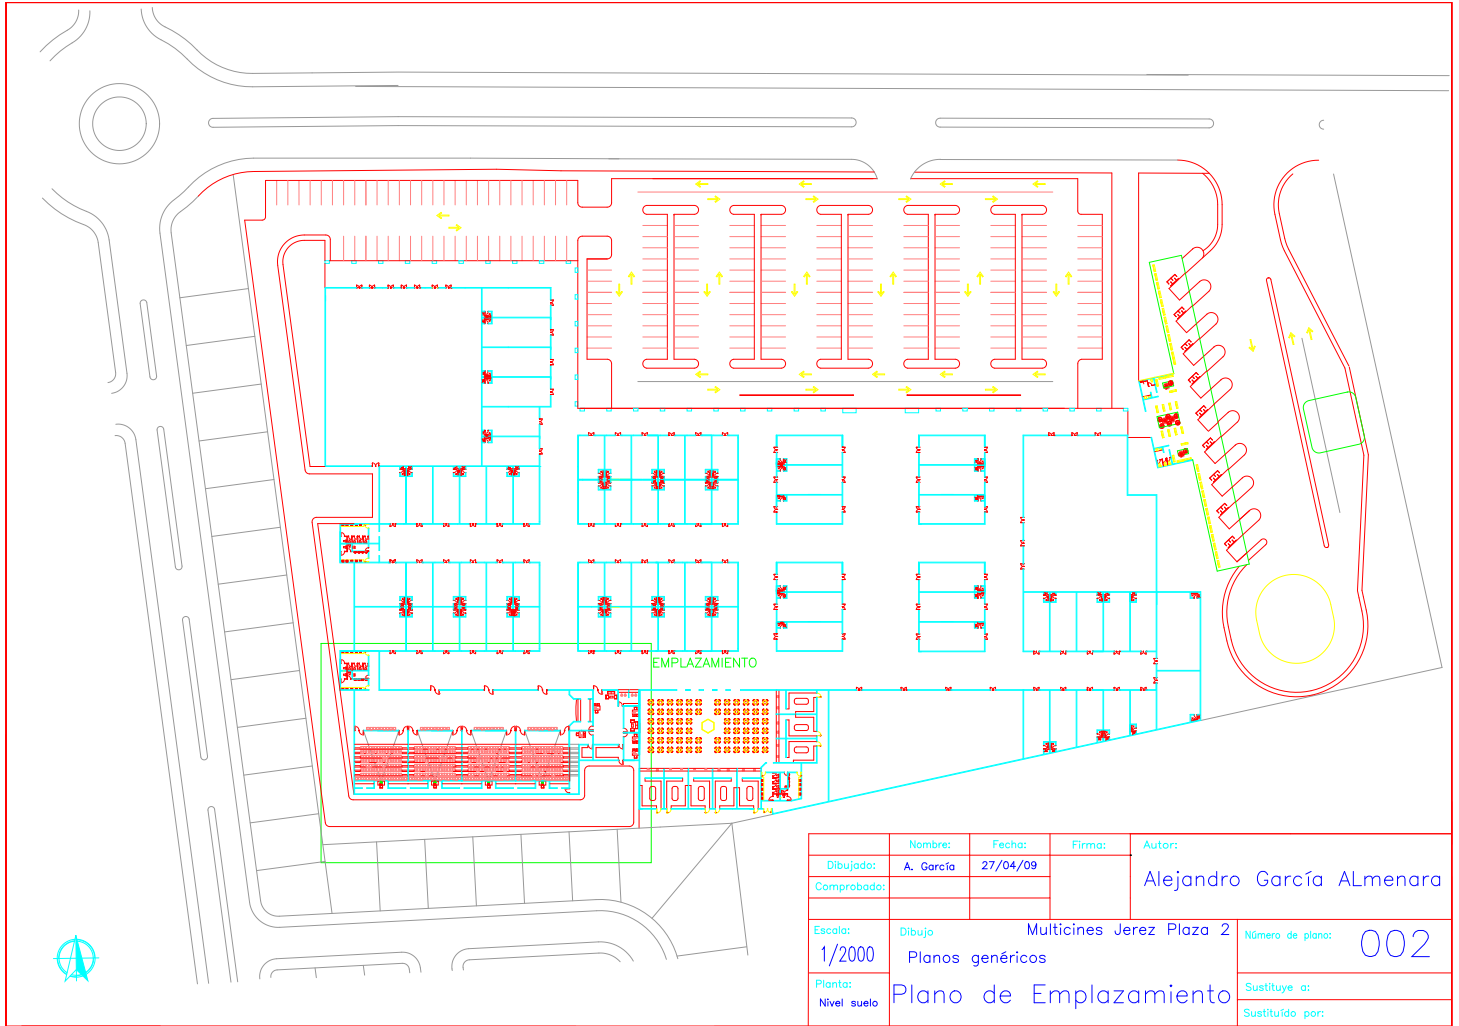 EMPLAZAMIENTO
Nombre: Fecha: Firma: Autor:
Dibujado: A. García 27/04/09
Alejandro García ALmenara
Comprobado:
Escala: Dibujo Multicines Jerez Plaza 2 Número de plano: 002
1/2000 Planos genéricos
Planta: Plano de Emplazamiento Sustituye a:
Nivel suelo
Sustituído por: